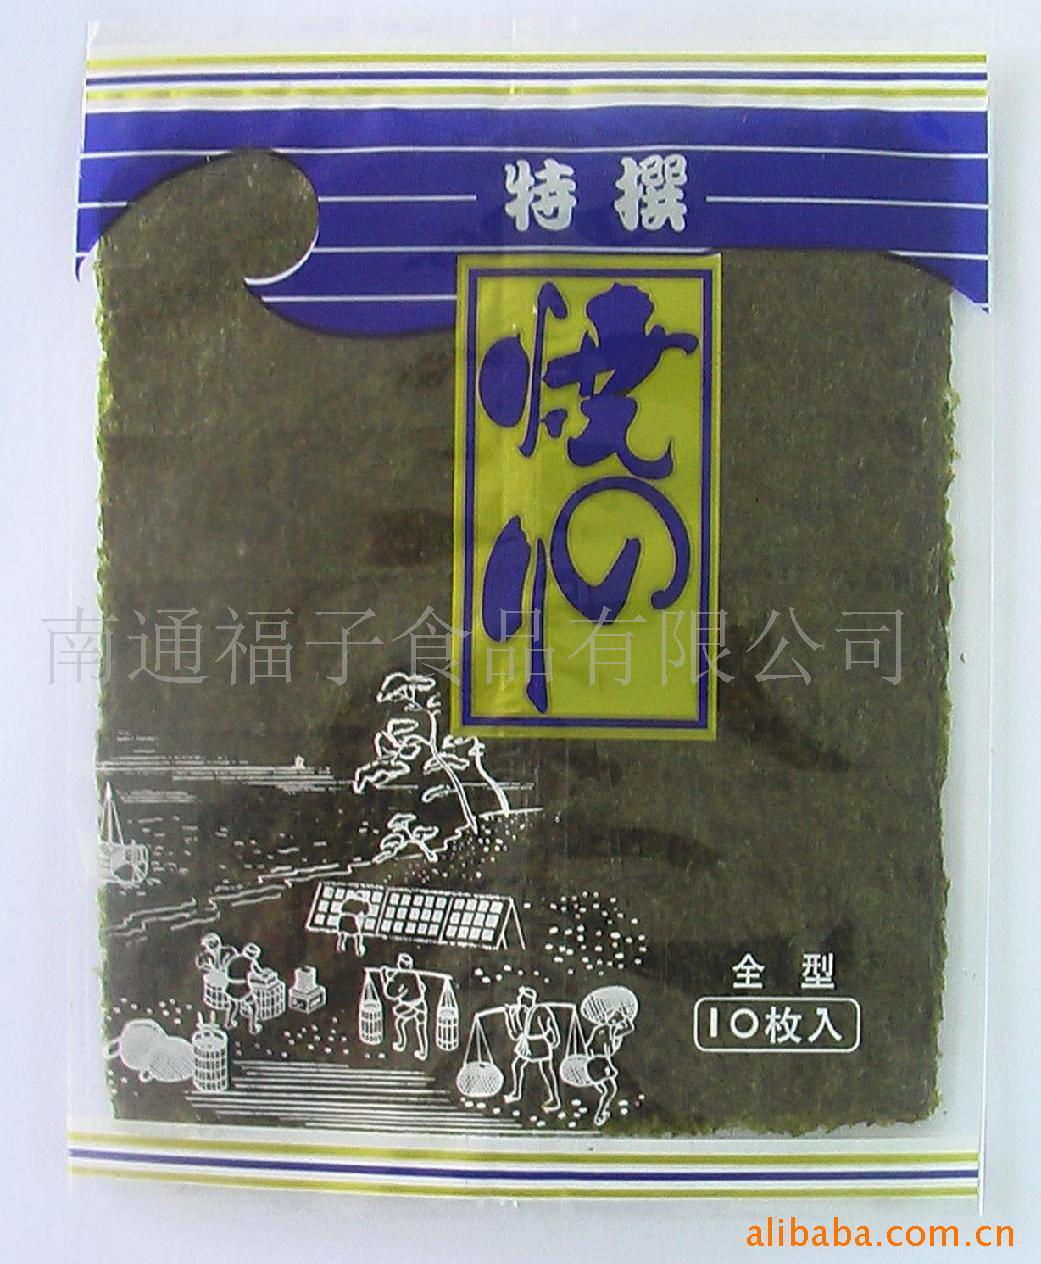 特撰
焼のり
南通福子食品有限公司
全型
10枚入
alibaba.com.cn